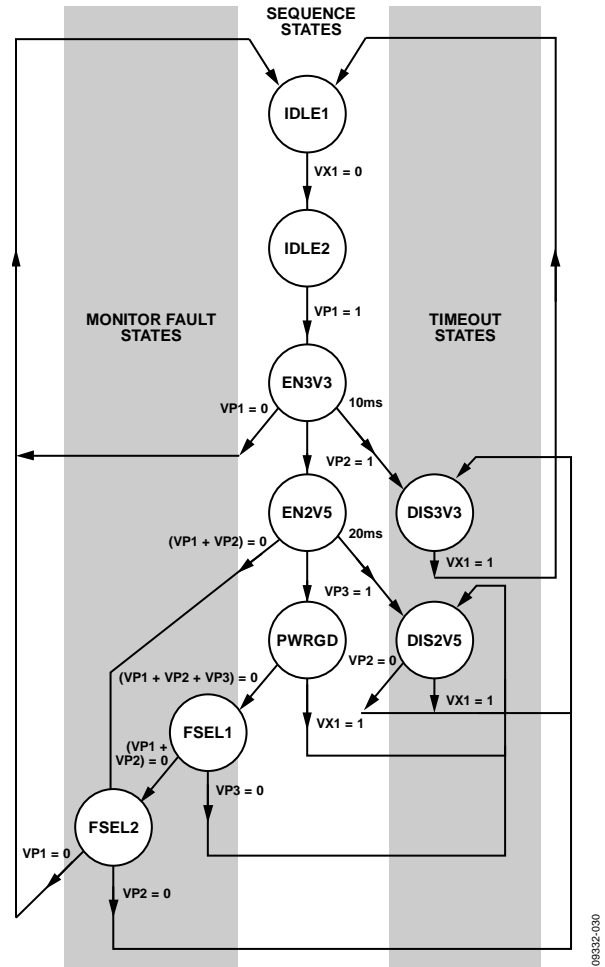 SEQUENCE
STATES
IDLE1
VX1 = 0
IDLE2
VP1 = 1
MONITOR FAULT
STATES
TIMEOUT
STATES
EN3V3
10ms
VP1 = 0
VP2 = 1
EN2V5
DIS3V3
(VP1 + VP2) = 0
20ms
VX1 = 1
VP3 = 1
PWRGD
DIS2V5
VP2 = 0
(VP1 + VP2 + VP3) = 0
VX1 = 1
VX1 = 1
FSEL1
(VP1 +
VP2) = 0
VP3 = 0
FSEL2
VP1 = 0
VP2 = 0
09332-030